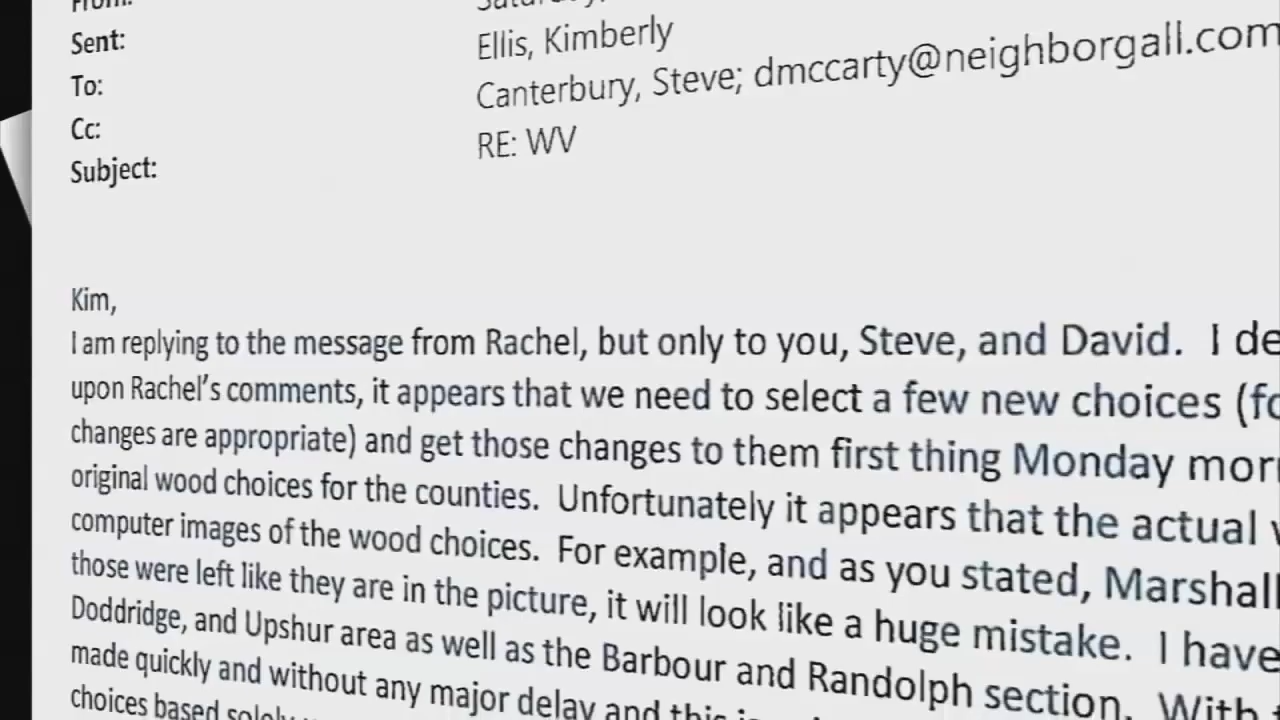 From:
Saturday,
Sent:
Ellis, Kimberly
To:
Canterbury, Steve; dmccarty@neighborgall.com
Cc:
RE: WV
Subject:
Kim,
I am replying to the message from Rachel, but only to you, Steve, and David. I de
upon Rachel's comments, it appears that we need to select a few new choices (fo
changes are appropriate) and get those changes to them first thing Monday mor
original wood choices for the counties. Unfortunately it appears that the actual
computer images of the wood choices. For example, and as you stated, Marshall
those were left like they are in the picture, it will look like a huge mistake. I have
Doddridge, and Upshur area as well as the Barbour and Randolph section. With
made quickly and without any major delay and this is
choices based solely